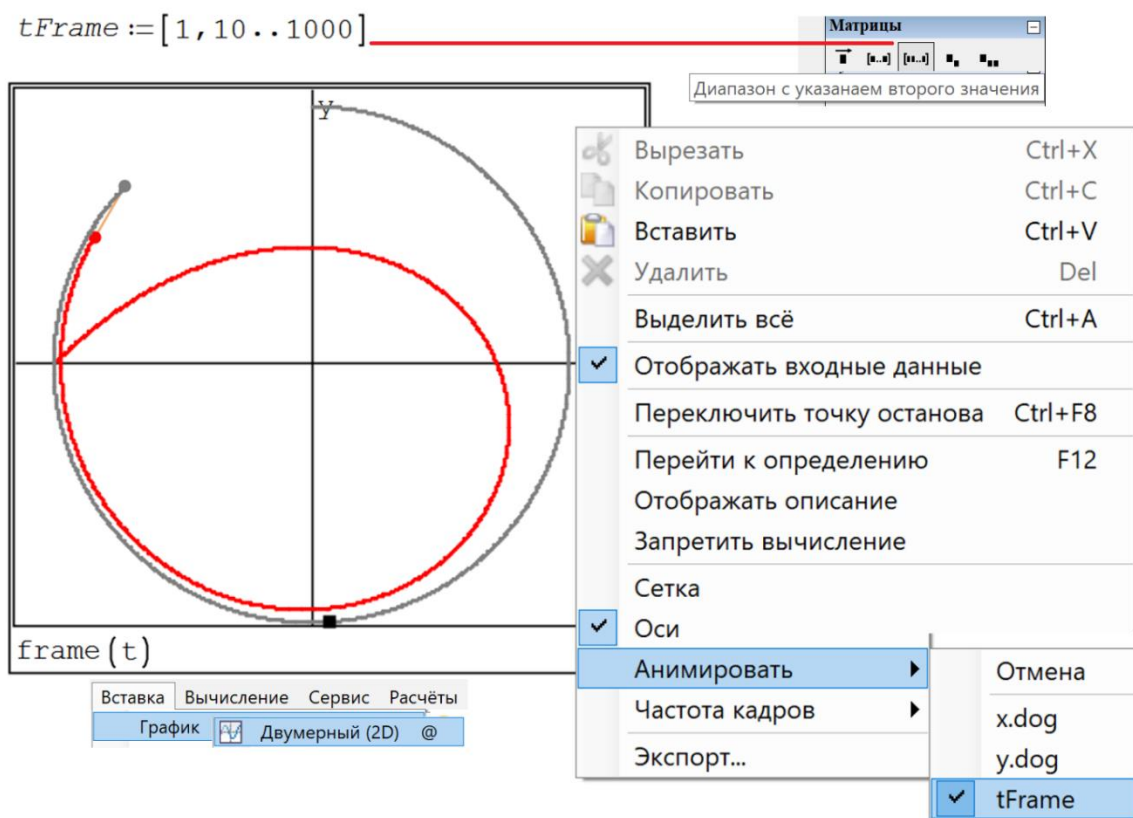 tFrame := [1,10..1000]
Матрицы
[▪..▪] [▪▪..▪]
Диапазон с указанаем второго значения
y
frame(t)
Вставка Вычисление Сервис Расчёты
График Двумерный (2D) @
Вырезать Ctrl+X
Копировать Ctrl+C
Вставить Ctrl+V
Удалить Del
Выделить всё Ctrl+A
Отображать входные данные
Переключить точку останова Ctrl+F8
Перейти к определению F12
Отображать описание
Запретить вычисление
Сетка
Оси
Анимировать
Частота кадров
Экспорт...
Отмена
x.dog
y.dog
tFrame